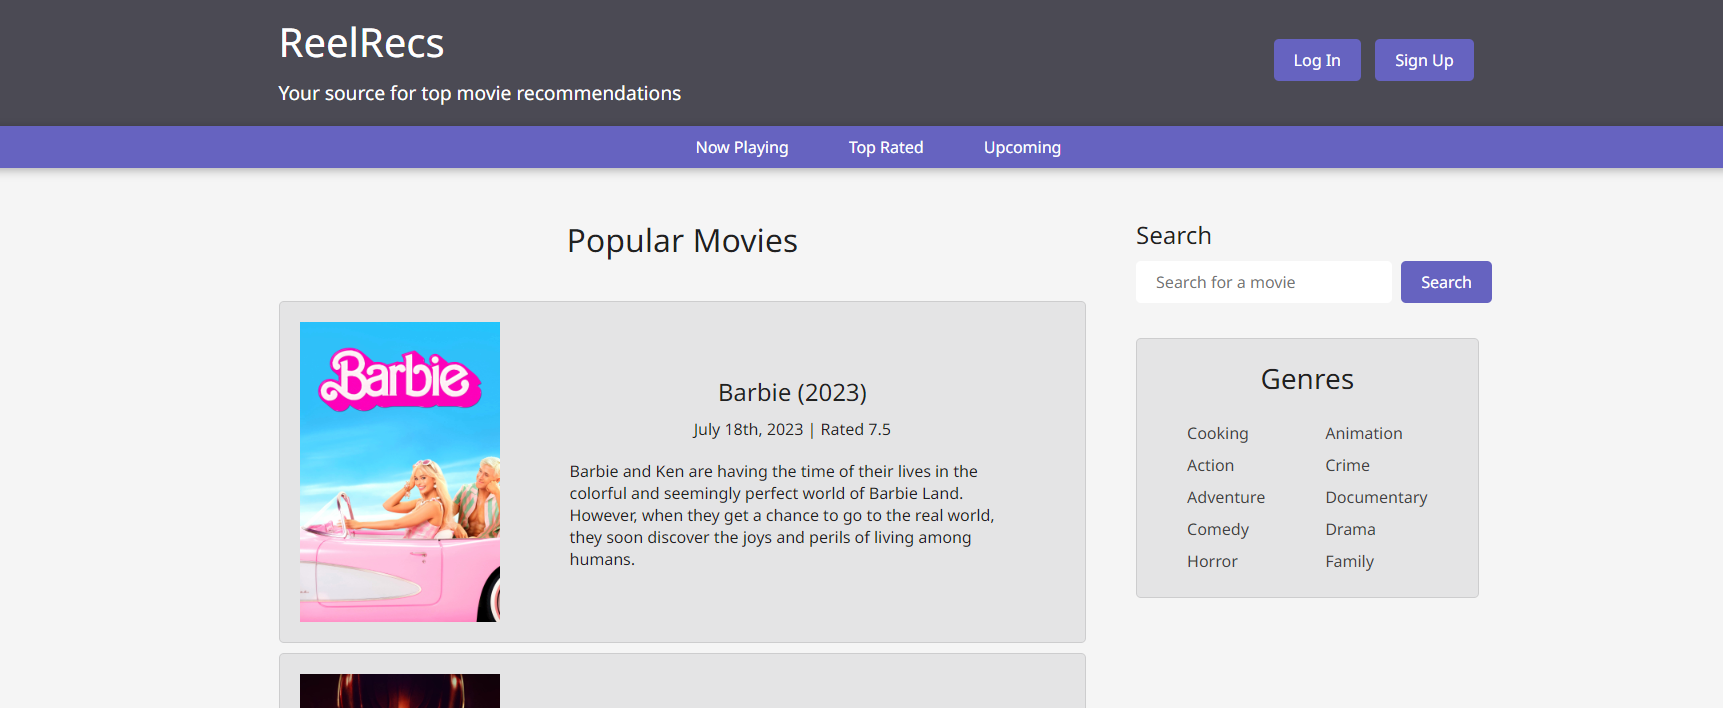 ReelRecs
Your source for top movie recommendations
Log In
Sign Up
Now Playing
Top Rated
Upcoming
Popular Movies
Barbie
Barbie (2023)
July 18th, 2023 | Rated 7.5
Barbie and Ken are having the time of their lives in the
colorful and seemingly perfect world of Barbie Land.
However, when they get a chance to go to the real world,
they soon discover the joys and perils of living among
humans.
Search
Search for a movie
Search
Genres
Cooking
Animation
Action
Crime
Adventure
Documentary
Comedy
Drama
Horror
Family